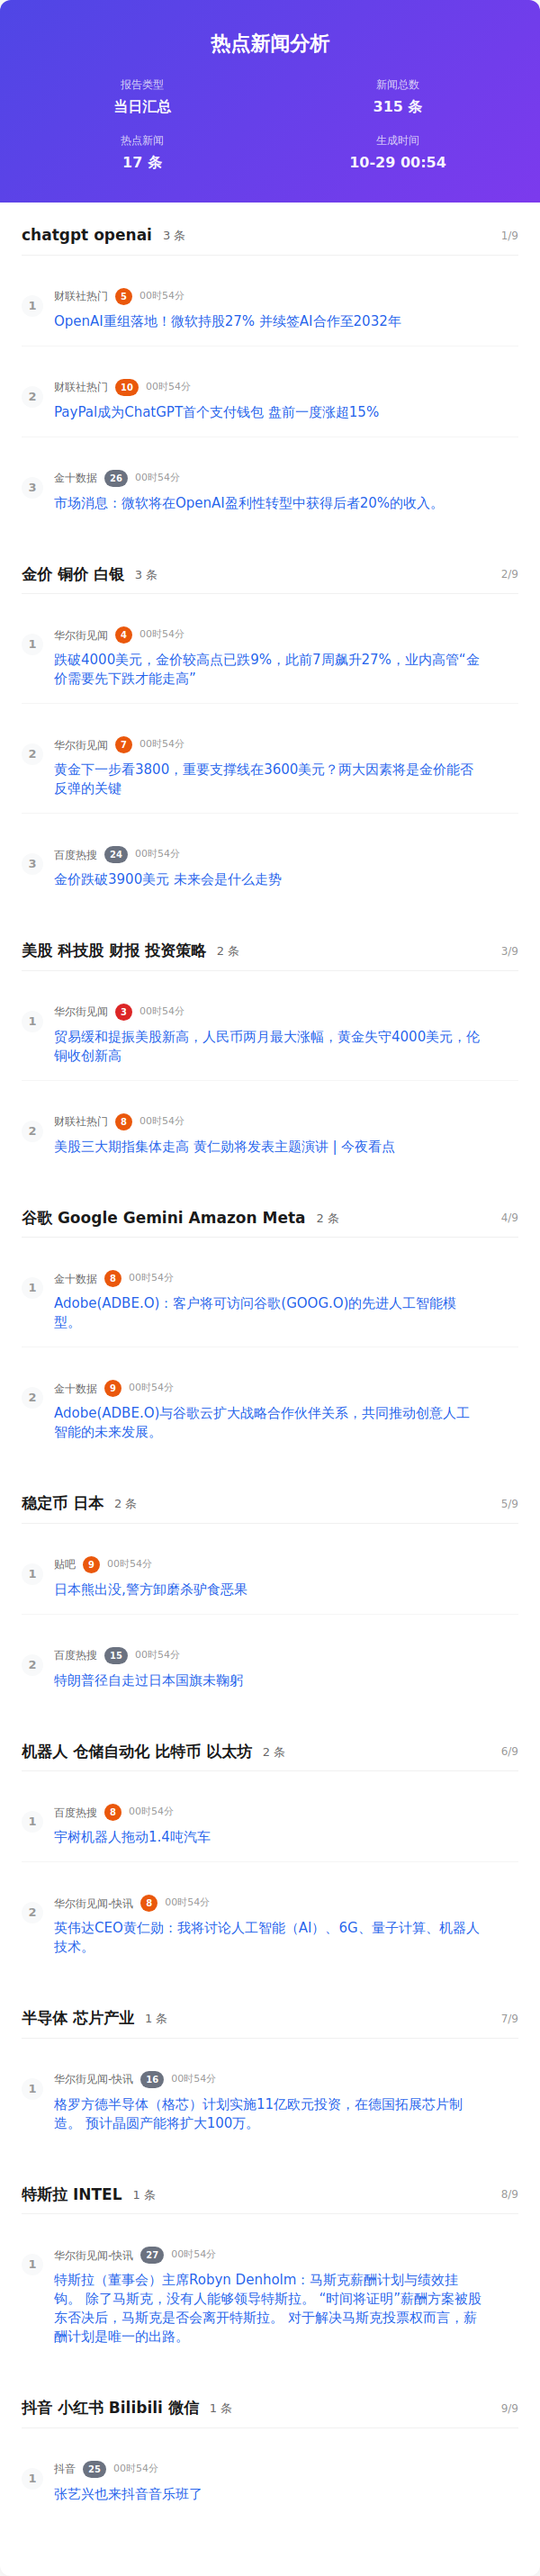 热点新闻分析
报告类型
新闻总数
当日汇总
315 条
热点新闻
生成时间
17 条
10-29 00:54
chatgpt openai 3 条 1/9
1 财联社热门 5 00时54分
OpenAI重组落地！微软持股27% 并续签AI合作至2032年
2 财联社热门 10 00时54分
PayPal成为ChatGPT首个支付钱包 盘前一度涨超15%
3 金十数据 26 00时54分
市场消息：微软将在OpenAI盈利性转型中获得后者20%的收入。
金价 铜价 白银 3 条 2/9
1 华尔街见闻 4 00时54分
跌破4000美元，金价较高点已跌9%，此前7周飙升27%，业内高管“金
价需要先下跌才能走高”
2 华尔街见闻 7 00时54分
黄金下一步看3800，重要支撑线在3600美元？两大因素将是金价能否
反弹的关键
3 百度热搜 24 00时54分
金价跌破3900美元 未来会是什么走势
美股 科技股 财报 投资策略 2 条 3/9
1 华尔街见闻 3 00时54分
贸易缓和提振美股新高，人民币两月最大涨幅，黄金失守4000美元，伦
铜收创新高
2 财联社热门 8 00时54分
美股三大期指集体走高 黄仁勋将发表主题演讲 | 今夜看点
谷歌 Google Gemini Amazon Meta 2 条 4/9
1 金十数据 8 00时54分
Adobe(ADBE.O)：客户将可访问谷歌(GOOG.O)的先进人工智能模
型。
2 金十数据 9 00时54分
Adobe(ADBE.O)与谷歌云扩大战略合作伙伴关系，共同推动创意人工
智能的未来发展。
稳定币 日本 2 条 5/9
1 贴吧 9 00时54分
日本熊出没,警方卸磨杀驴食恶果
2 百度热搜 15 00时54分
特朗普径自走过日本国旗未鞠躬
机器人 仓储自动化 比特币 以太坊 2 条 6/9
1 百度热搜 8 00时54分
宇树机器人拖动1.4吨汽车
2 华尔街见闻-快讯 8 00时54分
英伟达CEO黄仁勋：我将讨论人工智能（AI）、6G、量子计算、机器人
技术。
半导体 芯片产业 1 条 7/9
1 华尔街见闻-快讯 16 00时54分
格罗方德半导体（格芯）计划实施11亿欧元投资，在德国拓展芯片制
造。 预计晶圆产能将扩大100万。
特斯拉 INTEL 1 条 8/9
1 华尔街见闻-快讯 27 00时54分
特斯拉（董事会）主席Robyn Denholm：马斯克薪酬计划与绩效挂
钩。 除了马斯克，没有人能够领导特斯拉。 “时间将证明”薪酬方案被股
东否决后，马斯克是否会离开特斯拉。 对于解决马斯克投票权而言，薪
酬计划是唯一的出路。
抖音 小红书 Bilibili 微信 1 条 9/9
1 抖音 25 00时54分
张艺兴也来抖音音乐班了